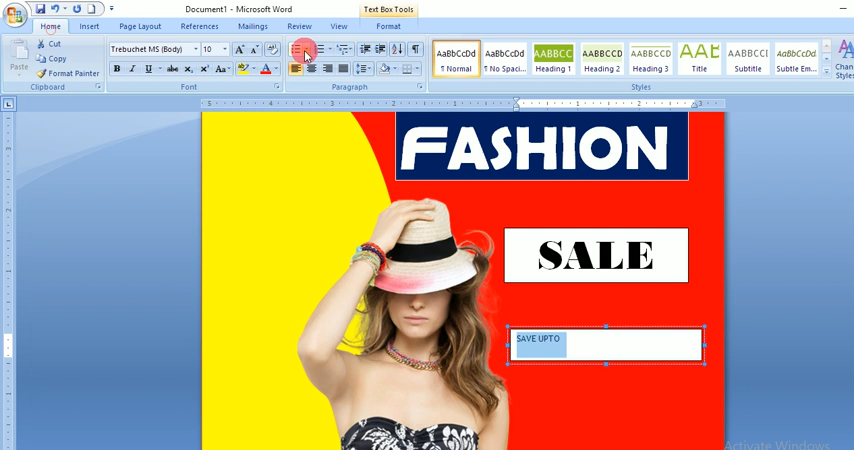 Document1 - Microsoft Word
Text Box Tools
Home Insert Page Layout References Mailings Review View Format
Paste
Cut
Copy
Format Painter
Clipboard
Trebuchet MS (Body) 10
Font
Paragraph
AaBbCcDd AaBbCcDd AABBCC AABBCCD AABBCCD AAB AABBCCDD AaBbCcDd
¶ Normal ¶ No Spaci... Heading 1 Heading 2 Heading 3 Title Subtitle Subtle Em...
Styles
FASHION
SALE
SAVE UPTO
Activate Windows